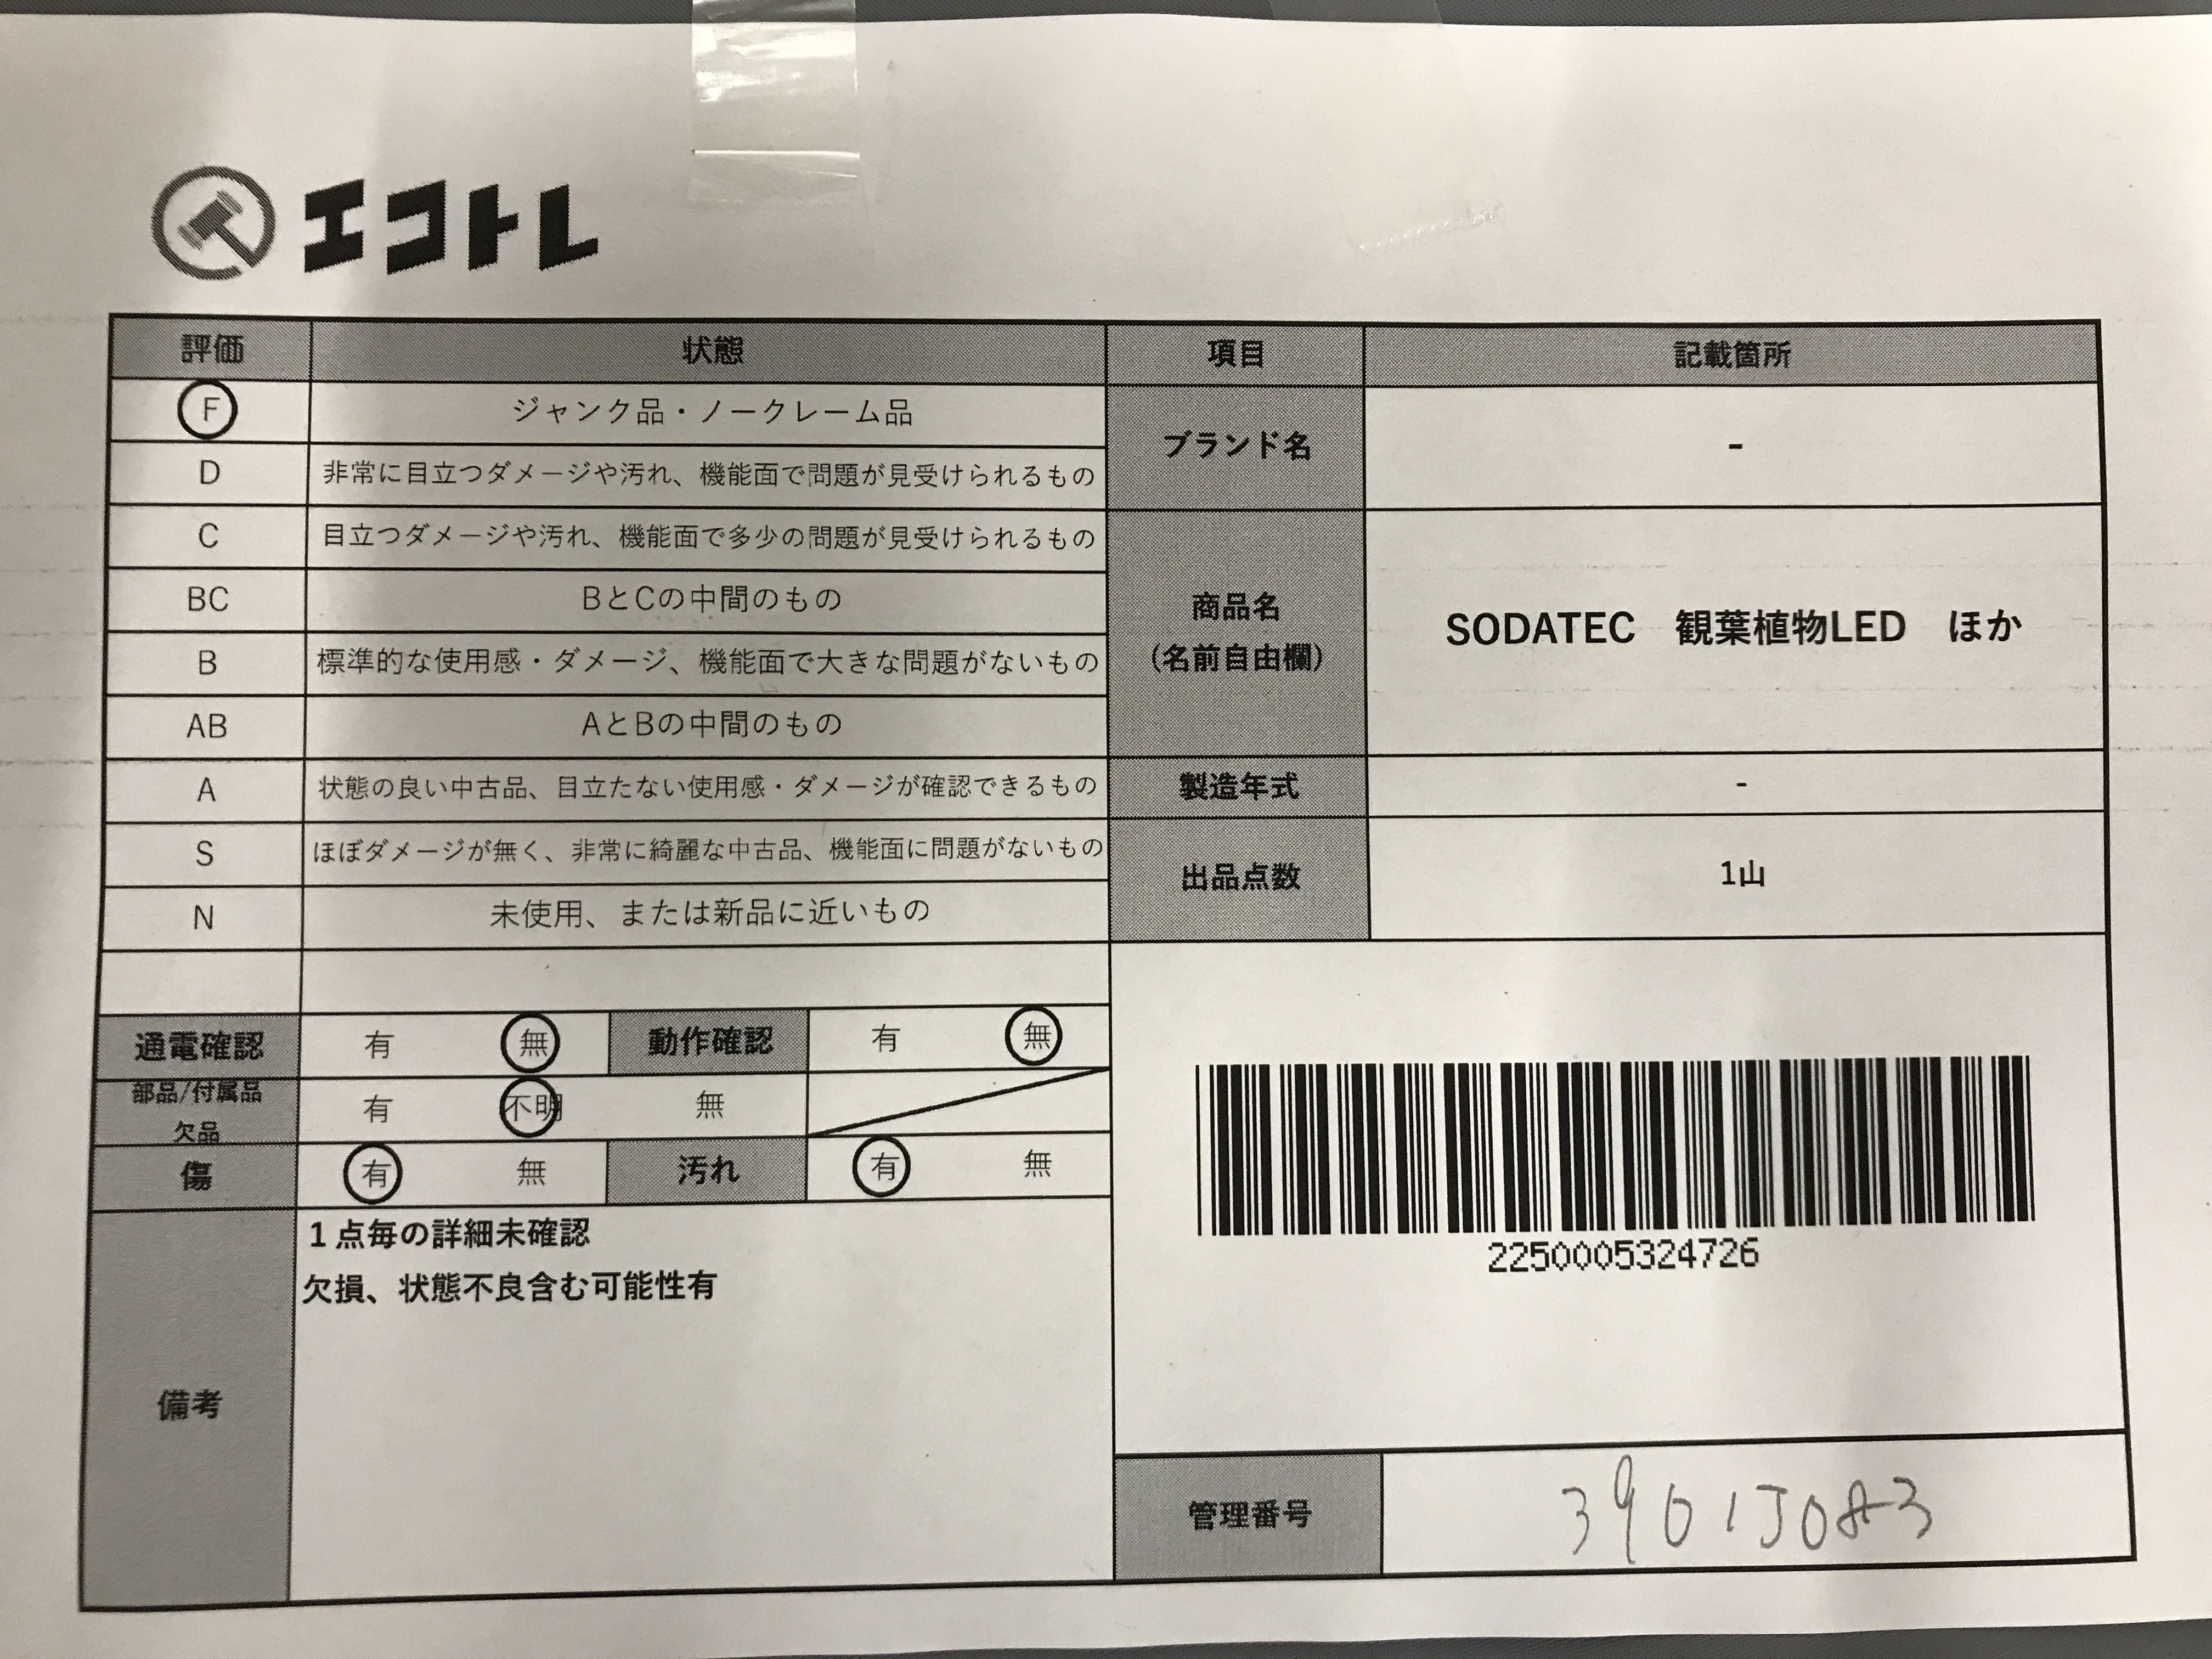 エコトレ
評価 状態 項目 記載箇所
F ジャンク品・ノークレーム品
D 非常に目立つダメージや汚れ、機能面で問題が見受けられるもの
ブランド名 -
C 目立つダメージや汚れ、機能面で多少の問題が見受けられるもの
BC BとCの中間のもの
B 標準的な使用感・ダメージ、機能面で大きな問題がないもの
AB AとBの中間のもの
商品名
(名前自由欄)
SODATEC 観葉植物LED ほか
A 状態の良い中古品、目立たない使用感・ダメージが確認できるもの
製造年式 -
S ほぼダメージが無く、非常に綺麗な中古品、機能面に問題がないもの
N 未使用、または新品に近いもの
出品点数 1山
通電確認 有 無 動作確認 有 無
部品/付属品
欠品
有 不明 無
傷 有 無 汚れ 有 無
備考
1点毎の詳細未確認
欠損、状態不良含む可能性有
2250005324726
管理番号